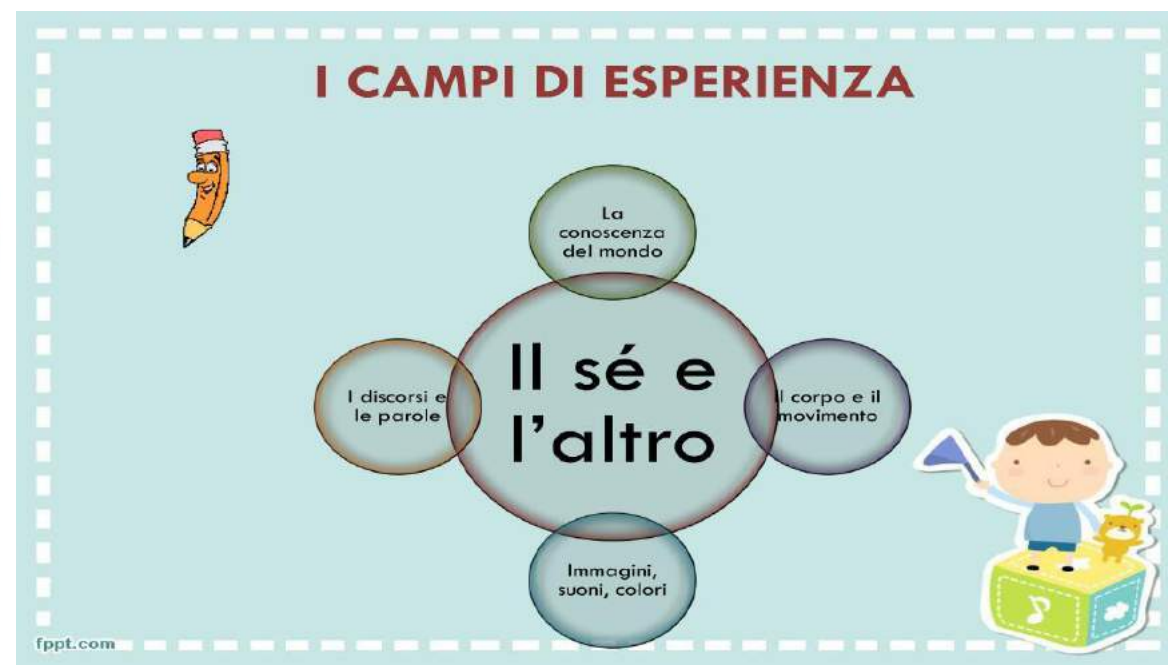 I CAMPI DI ESPERIENZA
La
conoscenza
del mondo
I discorsi e
le parole
Il sé e
l’altro
Il corpo e il
movimento
Immagini,
suoni, colori
fppt.com